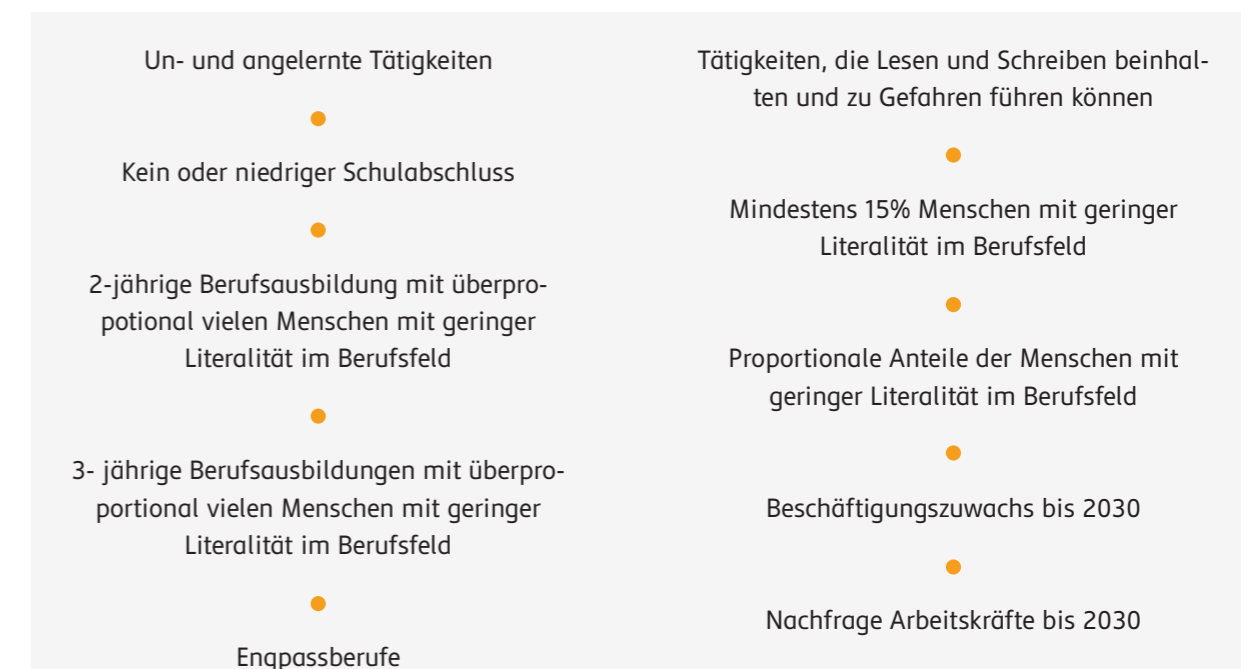 Un- und angelernte Tätigkeiten
Kein oder niedriger Schulabschluss
2-jährige Berufsausbildung mit überpro-
potional vielen Menschen mit geringer
Literalität im Berufsfeld
3- jährige Berufsausbildungen mit überpro-
portional vielen Menschen mit geringer
Literalität im Berufsfeld
Engpassberufe
Tätigkeiten, die Lesen und Schreiben beinhal-
ten und zu Gefahren führen können
Mindestens 15% Menschen mit geringer
Literalität im Berufsfeld
Proportionale Anteile der Menschen mit
geringer Literalität im Berufsfeld
Beschäftigungszuwachs bis 2030
Nachfrage Arbeitskräfte bis 2030